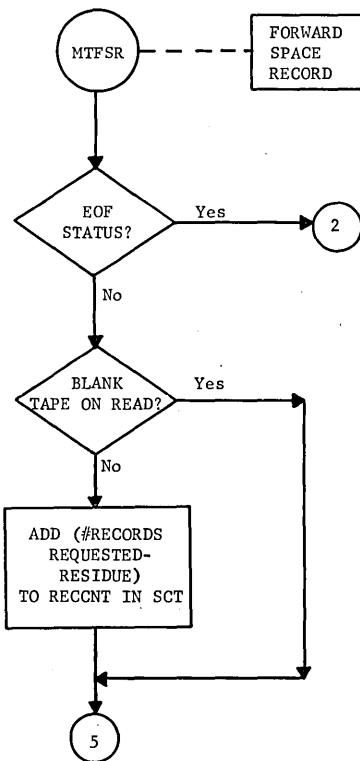 MTFSR
FORWARD
SPACE
RECORD
EOF
STATUS?
Yes
2
No
BLANK
TAPE ON READ?
Yes
No
ADD (#RECORDS
REQUESTED-
RESIDUE)
TO RECCNT IN SCT
5